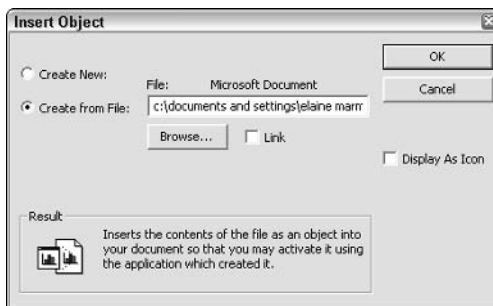 Insert Object
Create New:
Create from File:
File: Microsoft Document
c:\documents and settings\elaine marm
Browse...
Link
OK
Cancel
Display As Icon
Result
Inserts the contents of the file as an object into
your document so that you may activate it using
the application which created it.